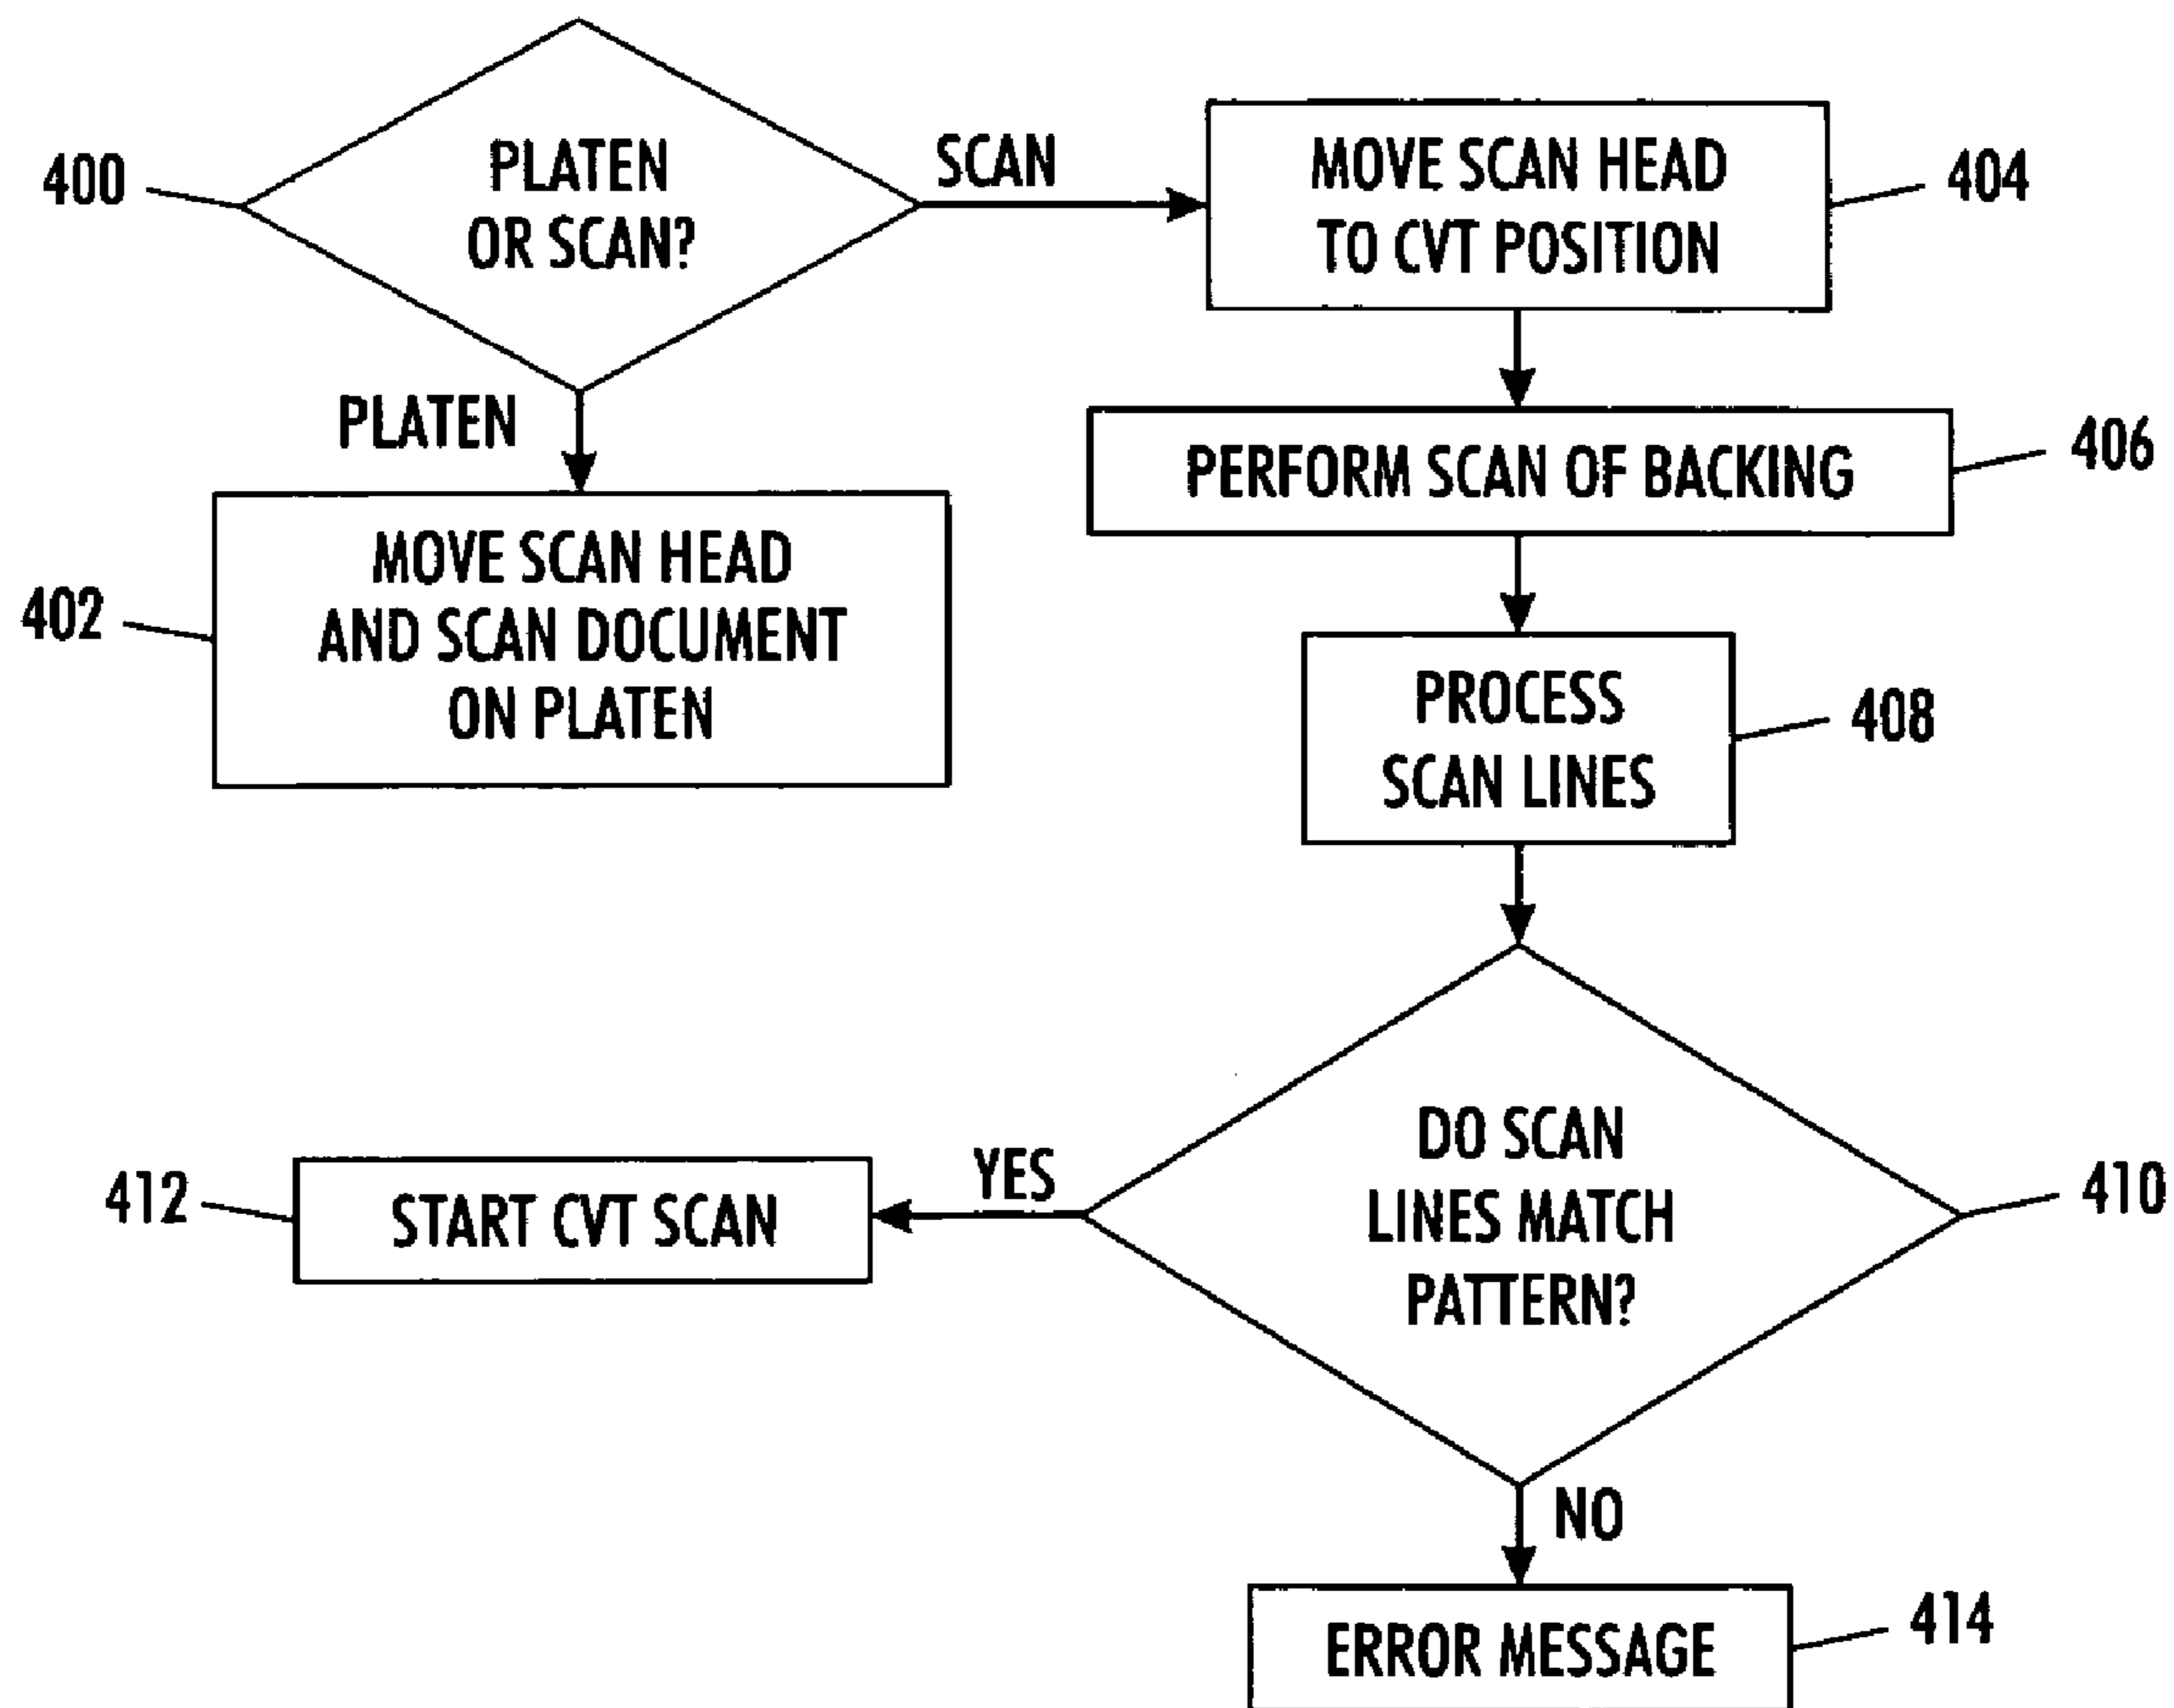 400
PLATEN
OR SCAN?
SCAN
MOVE SCAN HEAD
TO CVT POSITION
404
PLATEN
PERFORM SCAN OF BACKING
406
402
MOVE SCAN HEAD
AND SCAN DOCUMENT
ON PLATEN
PROCESS
SCAN LINES
408
DO SCAN
LINES MATCH
PATTERN?
410
YES
412
START CVT SCAN
NO
ERROR MESSAGE
414